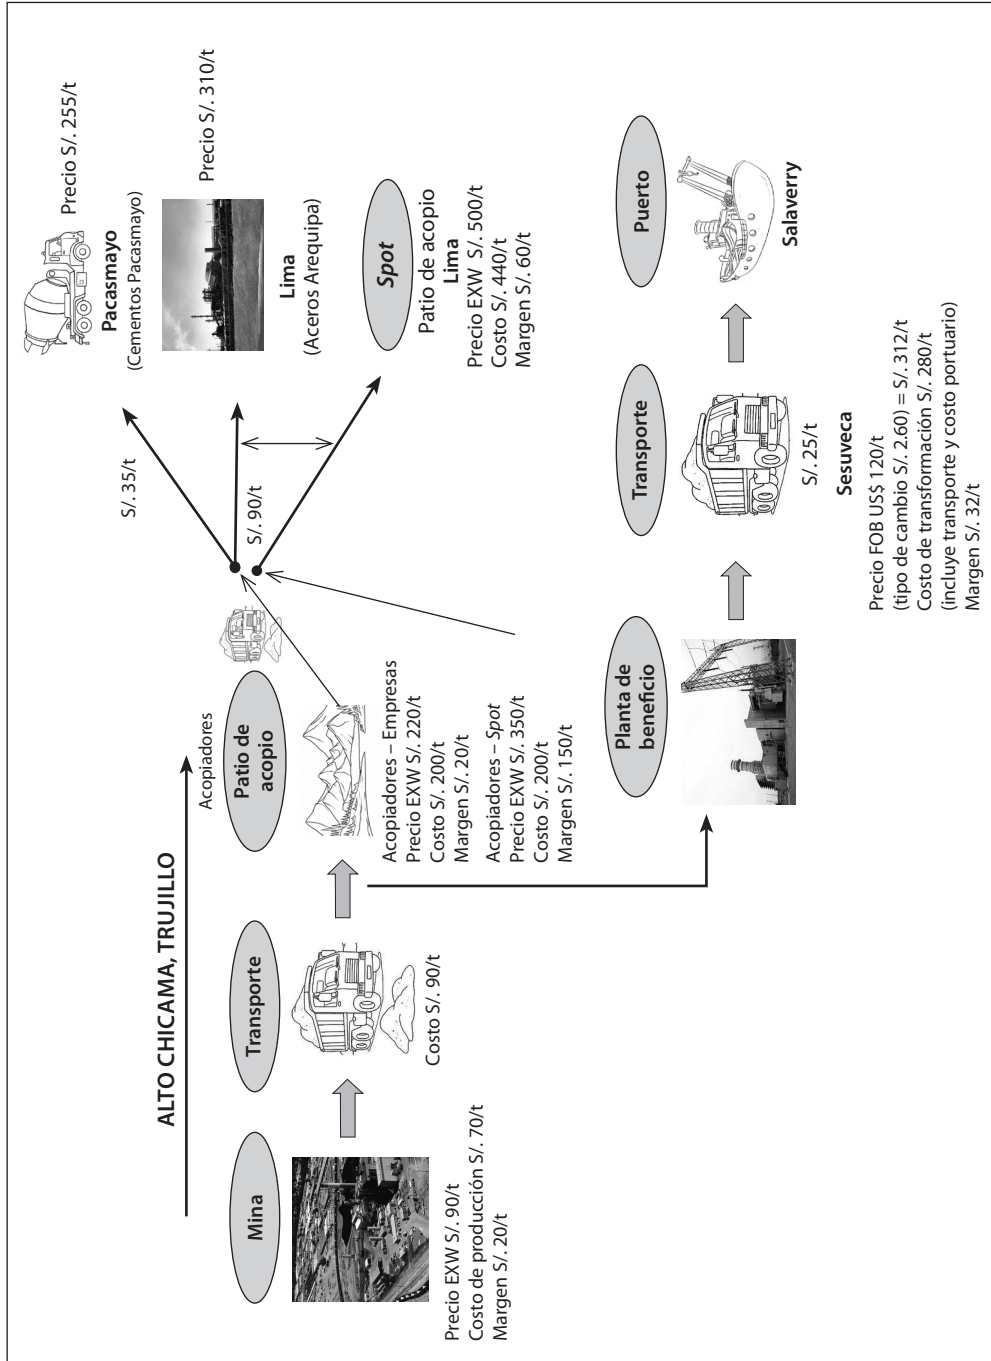 ALTO CHICAMA, TRUJILLO
Mina
Precio EXW S/. 90/t
Costo de producción S/. 70/t
Margen S/. 20/t
Transporte
Costo S/. 90/t
Acopiadores
Patio de
acopio
Acopiadores – Empresas
Precio EXW S/. 220/t
Costo S/. 200/t
Margen S/. 20/t
Acopiadores – Spot
Precio EXW S/. 350/t
Costo S/. 200/t
Margen S/. 150/t
S/. 35/t
S/. 90/t
Precio S/. 255/t
Pacasmayo
(Cementos Pacasmayo)
Precio S/. 310/t
Lima
(Aceros Arequipa)
Spot
Patio de acopio
Lima
Precio EXW S/. 500/t
Costo S/. 440/t
Margen S/. 60/t
Planta de
beneficio
Transporte
S/. 25/t
Sesuveca
Precio FOB US$ 120/t
(tipo de cambio S/. 2.60) = S/. 312/t
Costo de transformación S/. 280/t
(incluye transporte y costo portuario)
Margen S/. 32/t
Puerto
Salaverry